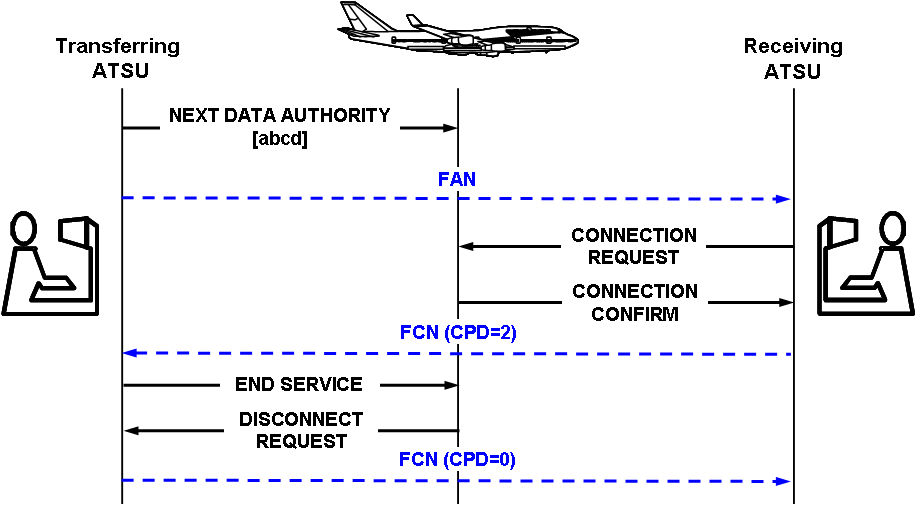 Transferring
ATSU
Receiving
ATSU
NEXT DATA AUTHORITY
[abcd]
FAN
CONNECTION
REQUEST
CONNECTION
CONFIRM
FCN (CPD=2)
END SERVICE
DISCONNECT
REQUEST
FCN (CPD=0)